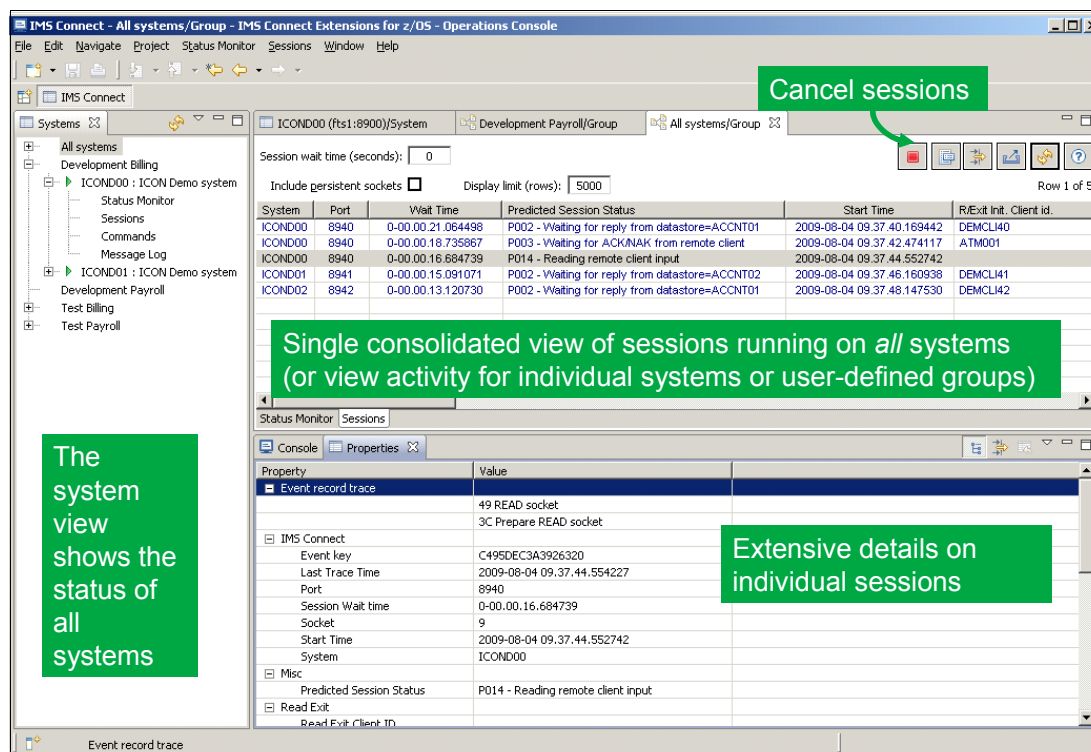 IMS Connect - All systems/Group - IMS Connect Extensions for z/OS - Operations Console
File Edit Navigate Project Status Monitor Sessions Window Help
IMS Connect
Cancel sessions
Systems
All systems
Development Billing
ICOND00 : ICON Demo system
Status Monitor
Sessions
Commands
Message Log
ICOND01 : ICON Demo system
Development Payroll
Test Billing
Test Payroll
The
system
view
shows the
status of
all
systems
ICOND00 (fts1:8900)/System Development Payroll/Group All systems/Group
Session wait time (seconds): 0
Include persistent sockets Display limit (rows): 5000 Row 1 of 5
System Port Wait Time Predicted Session Status Start Time R/Exit Init. Client id.
ICOND00 8940 0-00.00.21.064498 P002 - Waiting for reply from datastore=ACCNT01 2009-08-04 09.37.40.169442 DEMCLI40
ICOND00 8940 0-00.00.18.735867 P003 - Waiting for ACK/NAK from remote client 2009-08-04 09.37.42.474117 ATM001
ICOND00 8940 0-00.00.16.684739 P014 - Reading remote client input 2009-08-04 09.37.44.552742
ICOND01 8941 0-00.00.15.091071 P002 - Waiting for reply from datastore=ACCNT02 2009-08-04 09.37.46.160938 DEMCLI41
ICOND02 8942 0-00.00.13.120730 P002 - Waiting for reply from datastore=ACCNT01 2009-08-04 09.37.48.147530 DEMCLI42
Single consolidated view of sessions running on all systems
(or view activity for individual systems or user-defined groups)
Status Monitor Sessions
Console Properties
Property Value
Event record trace
49 READ socket
3C Prepare READ socket
IMS Connect
Event key C495DEC3A3926320
Last Trace Time 2009-08-04 09.37.44.554227
Port 8940
Session Wait time 0-00.00.16.684739
Socket 9
Start Time 2009-08-04 09.37.44.552742
System ICOND00
Misc
Predicted Session Status P014 - Reading remote client input
Read Exit
Read Exit Client ID
Extensive details on
individual sessions
Event record trace